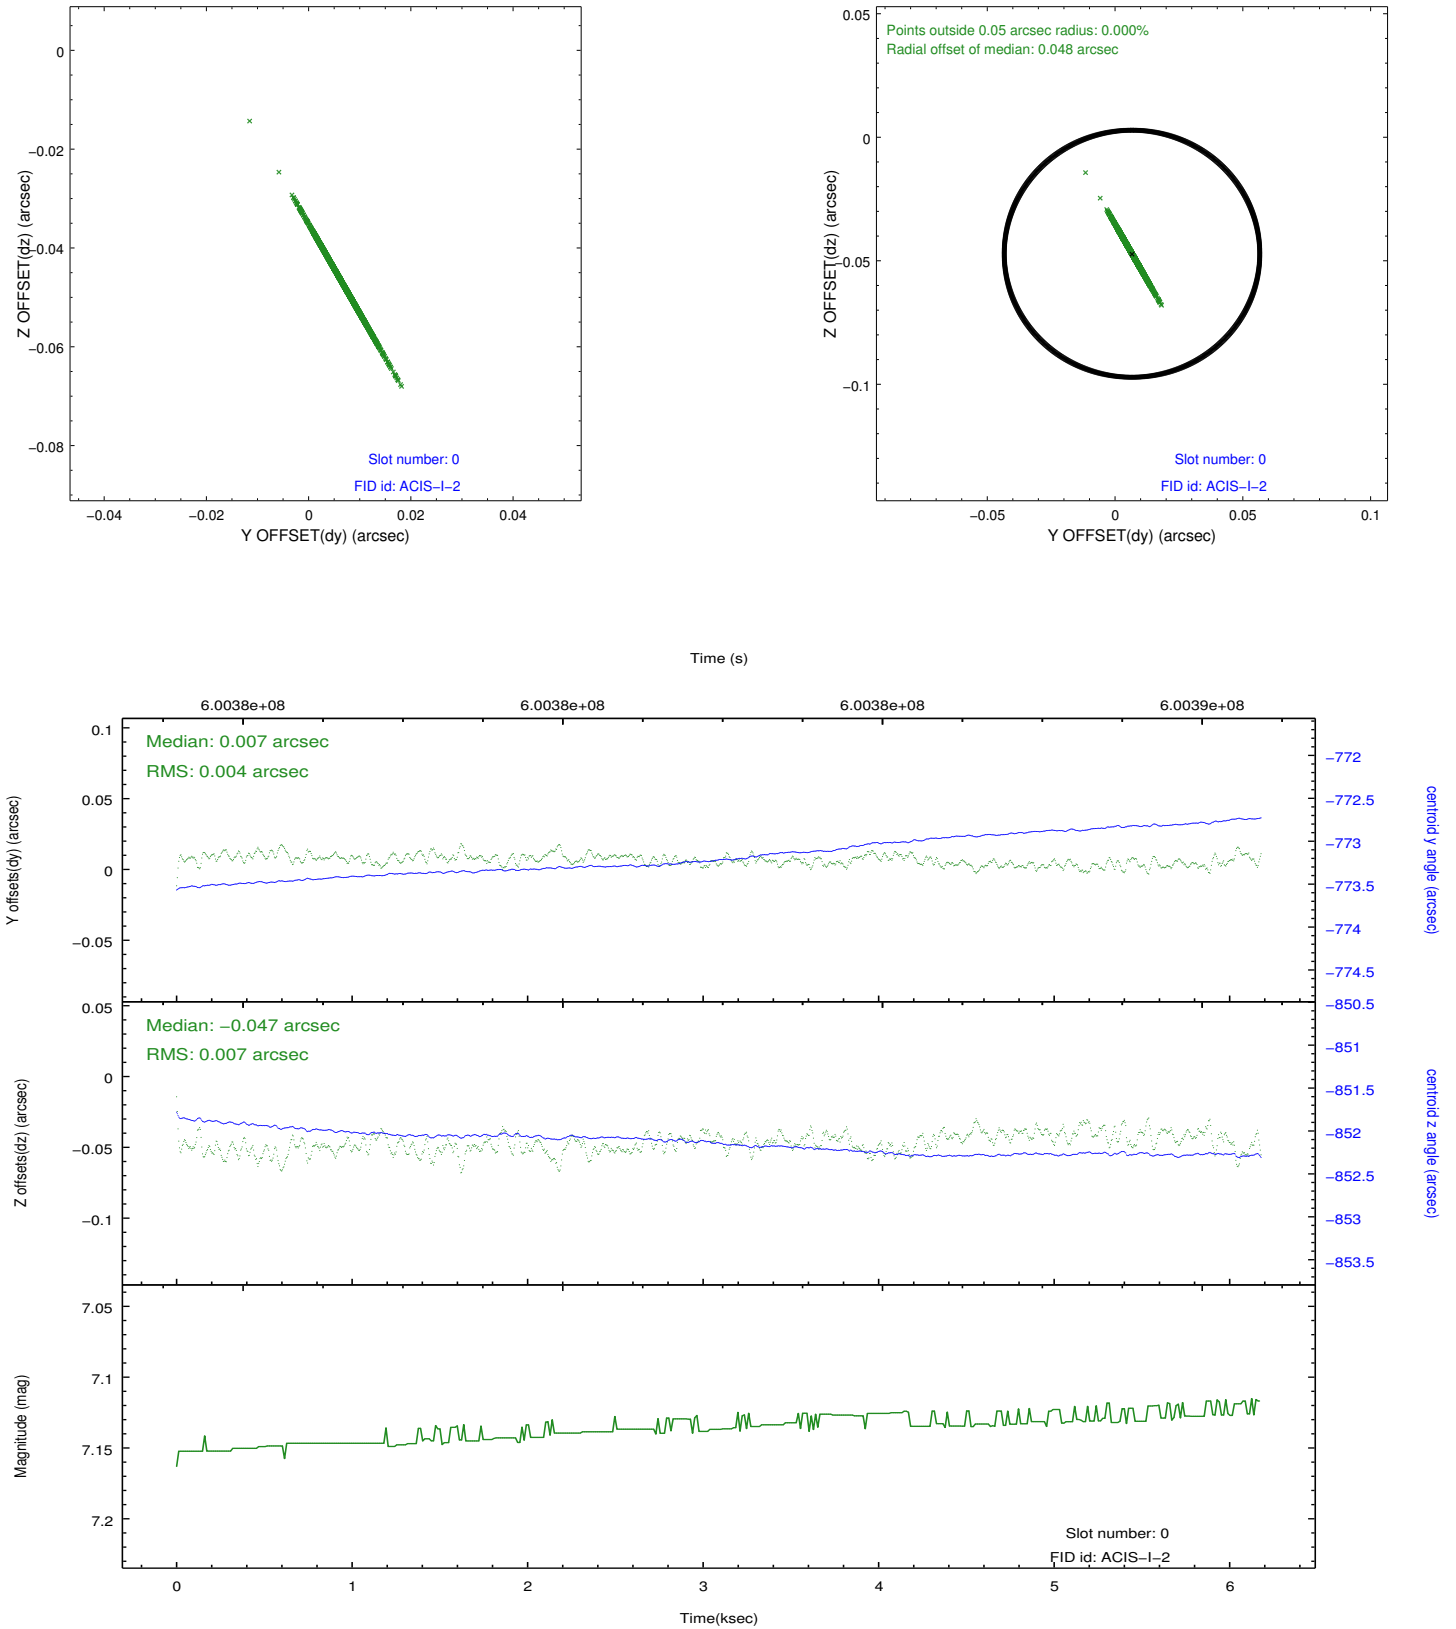 0
−0.02
−0.04
−0.06
−0.08
Z OFFSET(dz) (arcsec)
Slot number: 0
FID id: ACIS−I−2
−0.04
−0.02
0
0.02
0.04
Y OFFSET(dy) (arcsec)
Points outside 0.05 arcsec radius: 0.000%
Radial offset of median: 0.048 arcsec
0.05
0
−0.05
−0.1
Z OFFSET(dz) (arcsec)
Slot number: 0
FID id: ACIS−I−2
−0.05
0
0.05
0.1
Y OFFSET(dy) (arcsec)
Time (s)
6.0038e+08
6.0038e+08
6.0038e+08
6.0039e+08
Median: 0.007 arcsec
RMS: 0.004 arcsec
0.1
0.05
0
−0.05
Y offsets(dy) (arcsec)
−772
−772.5
−773
−773.5
−774
−774.5
centroid y angle (arcsec)
Median: −0.047 arcsec
RMS: 0.007 arcsec
0.05
0
−0.05
−0.1
Z offsets(dz) (arcsec)
−850.5
−851
−851.5
−852
−852.5
−853
−853.5
centroid z angle (arcsec)
7.05
7.1
7.15
7.2
Magnitude (mag)
Slot number: 0
FID id: ACIS−I−2
0
1
2
3
4
5
6
Time(ksec)